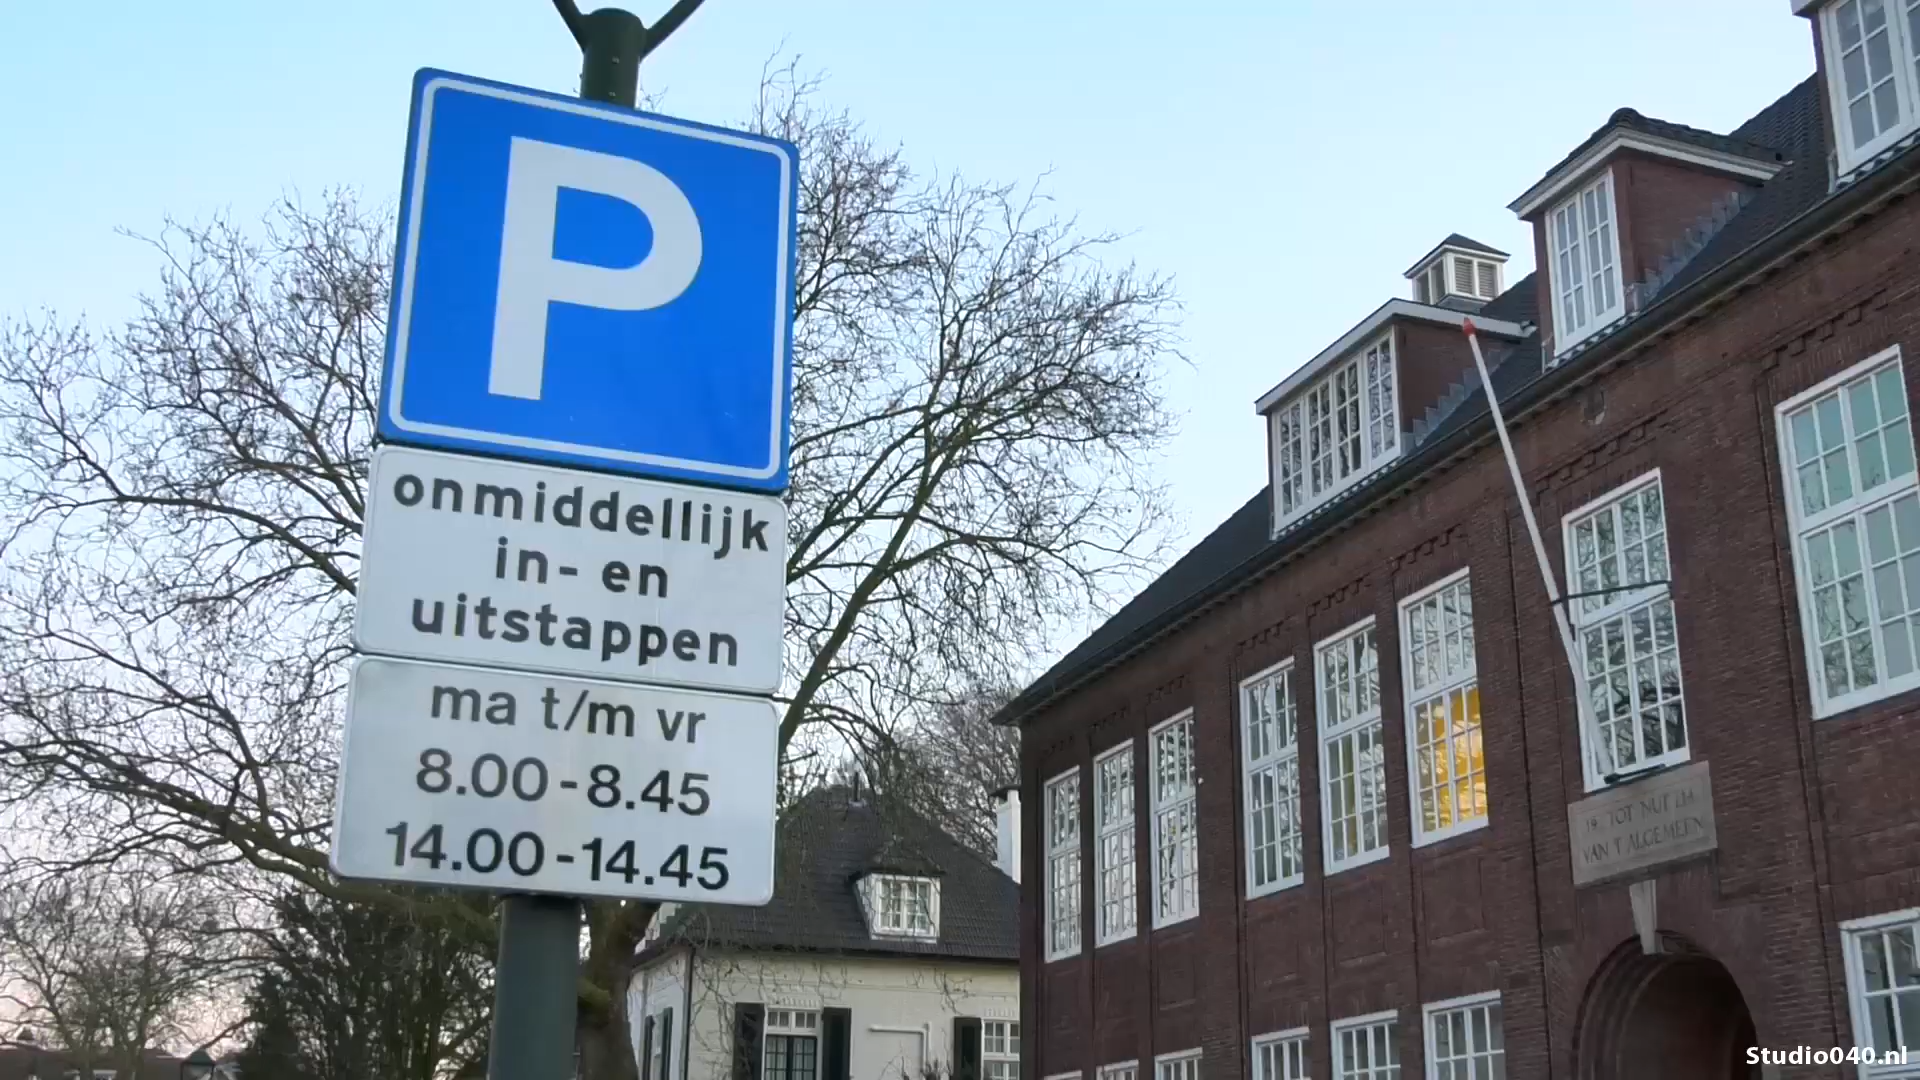 P
onmiddellijk
in- en
uitstappen
ma t/m vr
8.00-8.45
14.00-14.45
TOT NUT
VAN 'T ALGEMEEN
Studio040.nl